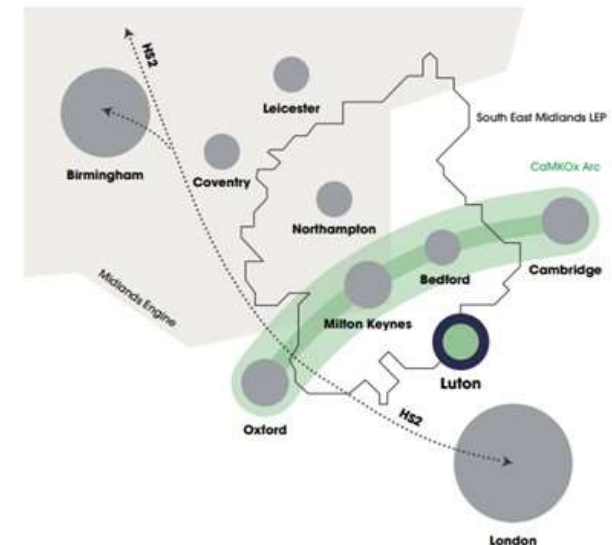 HS2
Leicester
South East Midlands LEP
CaMKOx Arc
Birmingham
Coventry
Northampton
Bedford
Cambridge
Midlands Engine
Milton Keynes
Luton
Oxford
HS2
London